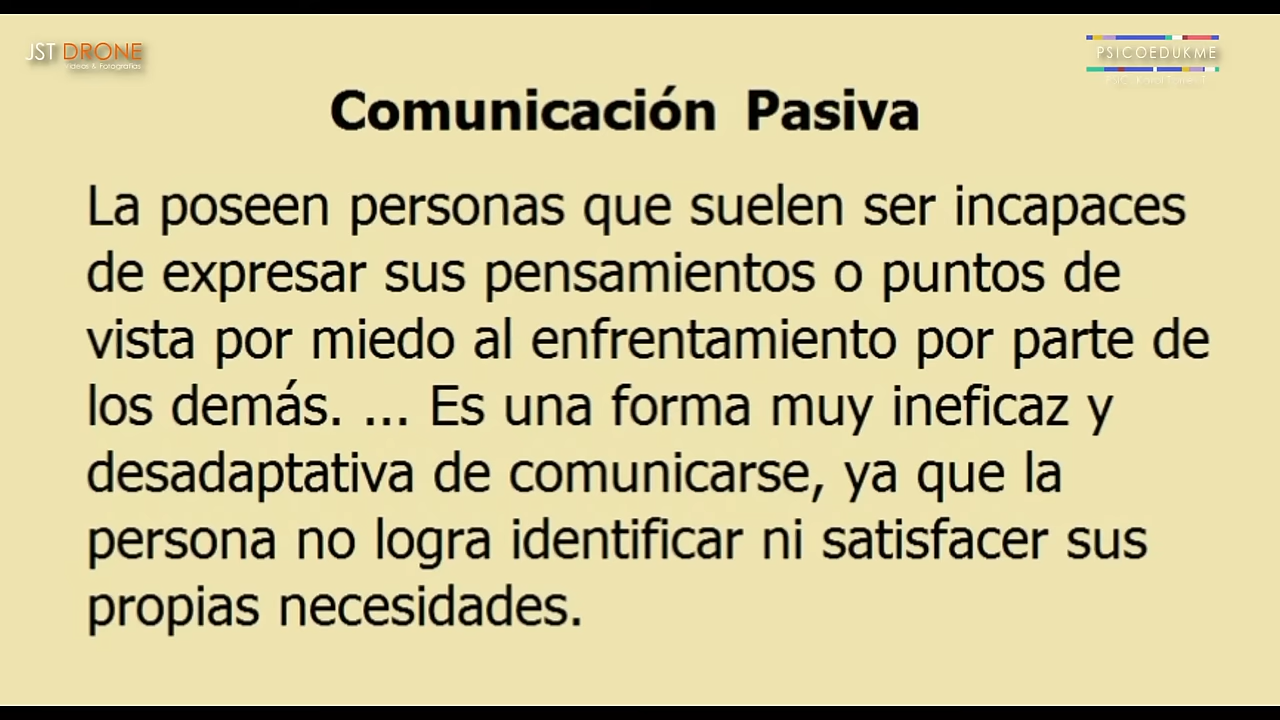 JST DRONE
Videos & Fotografías
PSICOEDUKME
Comunicación Pasiva
La poseen personas que suelen ser incapaces
de expresar sus pensamientos o puntos de
vista por miedo al enfrentamiento por parte de
los demás. ... Es una forma muy ineficaz y
desadaptativa de comunicarse, ya que la
persona no logra identificar ni satisfacer sus
propias necesidades.